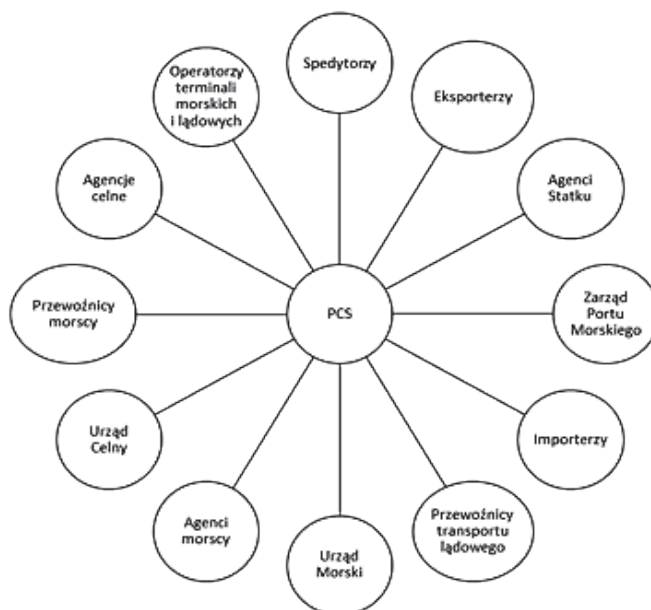 Spedytorzy
Operatorzy
terminali
morskich
i lądowych
Eksporterzy
Agencje
celne
Agenci
Statku
Przewoźnicy
morscy
PCS
Zarząd
Portu
Morskiego
Urząd
Celny
Importerzy
Agenci
morscy
Przewoźnicy
transportu
lądowego
Urząd
Morski